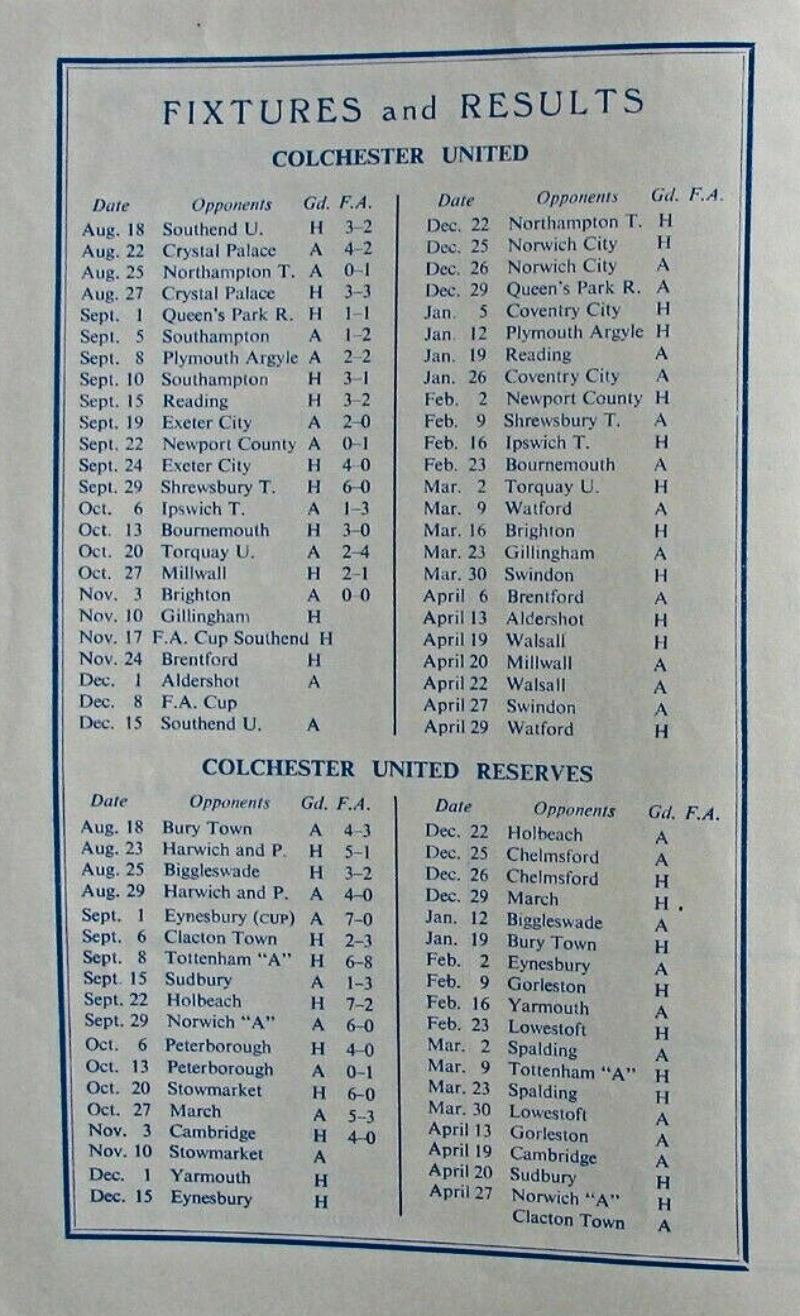 FIXTURES and RESULTS
COLCHESTER UNITED
Date Opponents Gd. F.A.
Aug. 18 Southend U. H 3–2
Aug. 22 Crystal Palace A 4–2
Aug. 25 Northampton T. A 0–1
Aug. 27 Crystal Palace H 3–3
Sept. 1 Queen's Park R. H 1–1
Sept. 5 Southampton A 1–2
Sept. 8 Plymouth Argyle A 2–2
Sept. 10 Southampton H 3–1
Sept. 15 Reading H 3–2
Sept. 19 Exeter City A 2–0
Sept. 22 Newport County A 0–1
Sept. 24 Exeter City H 4–0
Sept. 29 Shrewsbury T. H 6–0
Oct. 6 Ipswich T. A 1–3
Oct. 13 Bournemouth H 3–0
Oct. 20 Torquay U. A 2–4
Oct. 27 Millwall H 2–1
Nov. 3 Brighton A 0–0
Nov. 10 Gillingham H
Nov. 17 F.A. Cup Southend H
Nov. 24 Brentford H
Dec. 1 Aldershot A
Dec. 8 F.A. Cup
Dec. 15 Southend U. A
Date Opponents Gd. F.A.
Dec. 22 Northampton T. H
Dec. 25 Norwich City H
Dec. 26 Norwich City A
Dec. 29 Queen's Park R. A
Jan. 5 Coventry City H
Jan. 12 Plymouth Argyle H
Jan. 19 Reading A
Jan. 26 Coventry City A
Feb. 2 Newport County H
Feb. 9 Shrewsbury T. A
Feb. 16 Ipswich T. H
Feb. 23 Bournemouth A
Mar. 2 Torquay U. H
Mar. 9 Watford A
Mar. 16 Brighton H
Mar. 23 Gillingham A
Mar. 30 Swindon H
April 6 Brentford A
April 13 Aldershot H
April 19 Walsall H
April 20 Millwall A
April 22 Walsall A
April 27 Swindon A
April 29 Watford H
COLCHESTER UNITED RESERVES
Date Opponents Gd. F.A.
Aug. 18 Bury Town A 4–3
Aug. 23 Harwich and P. H 5–1
Aug. 25 Biggleswade H 3–2
Aug. 29 Harwich and P. A 4–0
Sept. 1 Eynesbury (CUP) A 7–0
Sept. 6 Clacton Town H 2–3
Sept. 8 Tottenham "A" H 6–8
Sept. 15 Sudbury A 1–3
Sept. 22 Holbeach H 7–2
Sept. 29 Norwich "A" A 6–0
Oct. 6 Peterborough H 4–0
Oct. 13 Peterborough A 0–1
Oct. 20 Stowmarket H 6–0
Oct. 27 March A 5–3
Nov. 3 Cambridge H 4–0
Nov. 10 Stowmarket A
Dec. 1 Yarmouth H
Dec. 15 Eynesbury H
Date Opponents Gd. F.A.
Dec. 22 Holbeach A
Dec. 25 Chelmsford A
Dec. 26 Chelmsford H
Dec. 29 March H
Jan. 12 Biggleswade A
Jan. 19 Bury Town H
Feb. 2 Eynesbury A
Feb. 9 Gorleston H
Feb. 16 Yarmouth A
Feb. 23 Lowestoft H
Mar. 2 Spalding A
Mar. 9 Tottenham "A" H
Mar. 23 Spalding H
Mar. 30 Lowestoft A
April 13 Gorleston A
April 19 Cambridge A
April 20 Sudbury H
April 27 Norwich "A" H
Clacton Town A